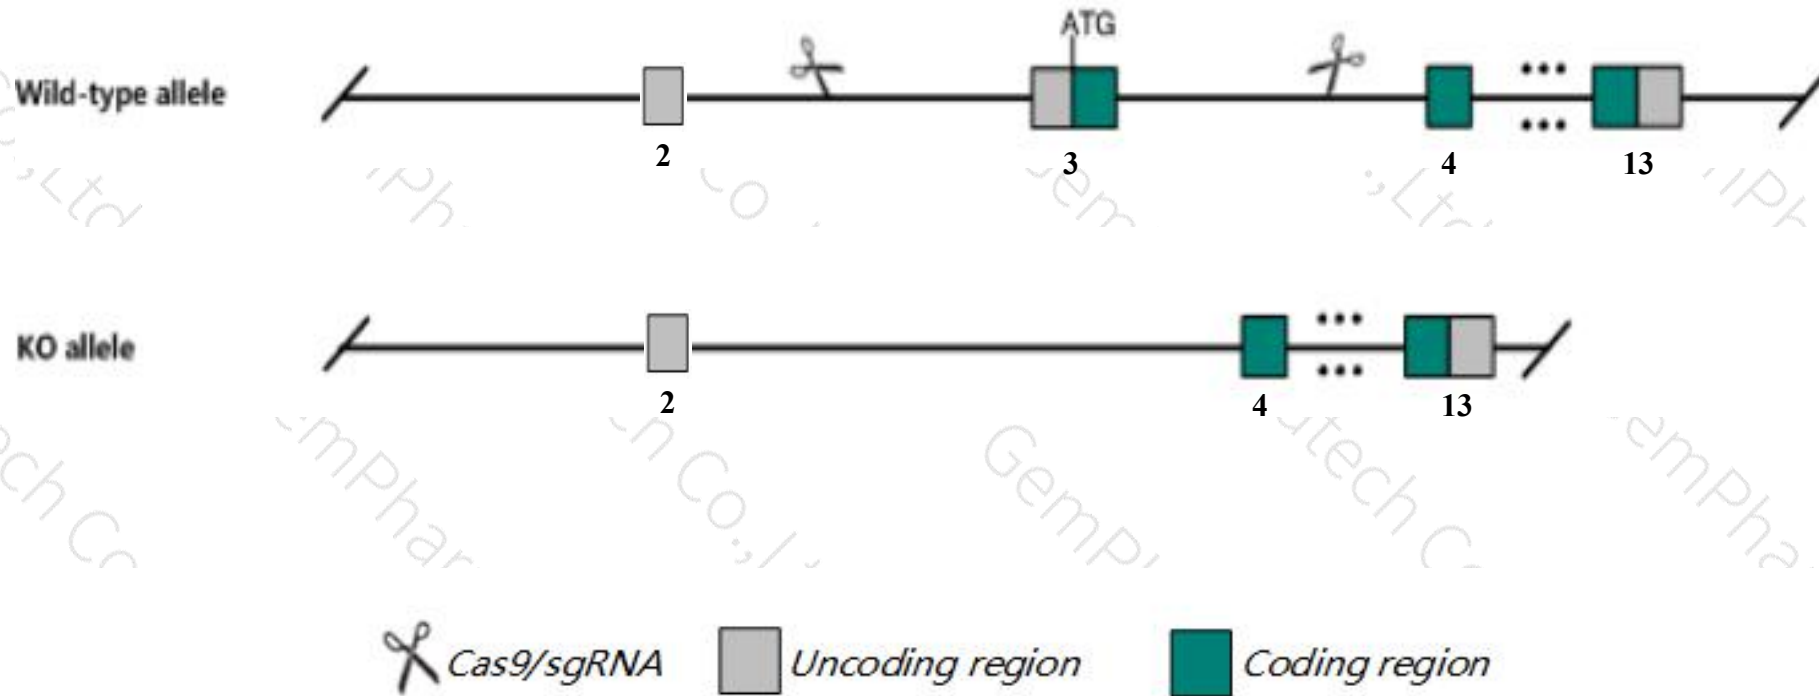 ATG
Wild-type allele
2
3
4
13
KO allele
2
4
13
Cas9/sgRNA
Uncoding region
Coding region